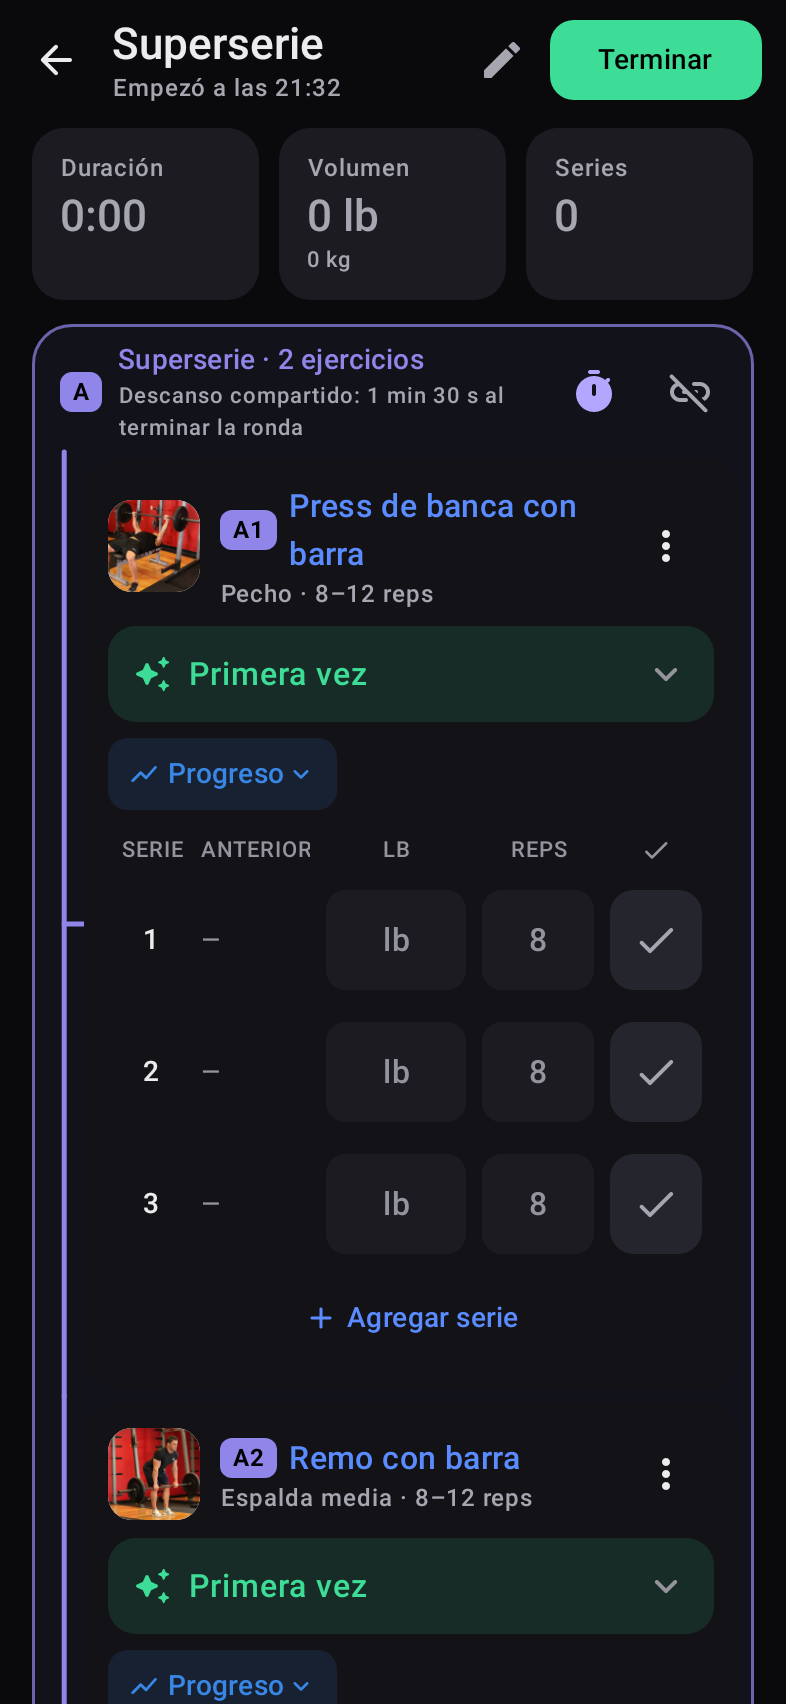 Superserie
Empezó a las 21:32
Terminar
Duración
0:00
Volumen
0 lb
0 kg
Series
0
A
Superserie · 2 ejercicios
Descanso compartido: 1 min 30 s al
terminar la ronda
A1
Press de banca con
barra
Pecho · 8–12 reps
Primera vez
Progreso
SERIE ANTERIOR LB REPS
1 – lb 8
2 – lb 8
3 – lb 8
+ Agregar serie
A2 Remo con barra
Espalda media · 8–12 reps
Primera vez
Progreso